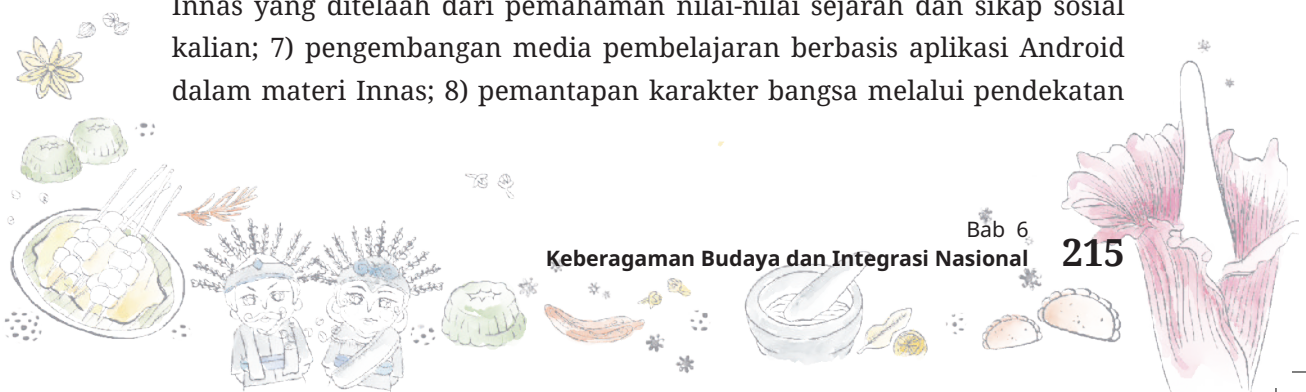 Innas yang ditelaah dari pemahaman nilai-nilai sejarah dan sikap sosial
kalian; 7) pengembangan media pembelajaran berbasis aplikasi Android
dalam materi Innas; 8) pemantapan karakter bangsa melalui pendekatan
Bab 6
Keberagaman Budaya dan Integrasi Nasional 215